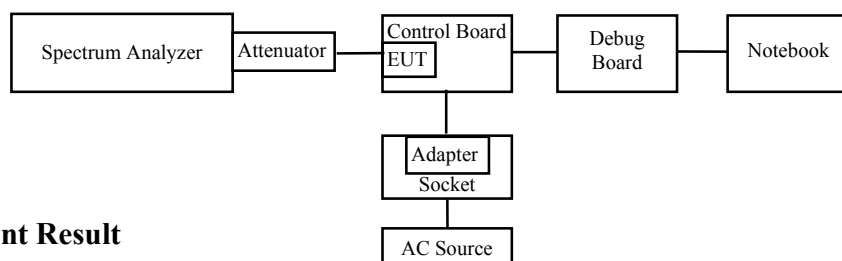 Spectrum Analyzer
Attenuator
Control Board
EUT
Debug
Board
Notebook
Adapter
Socket
nt Result
AC Source